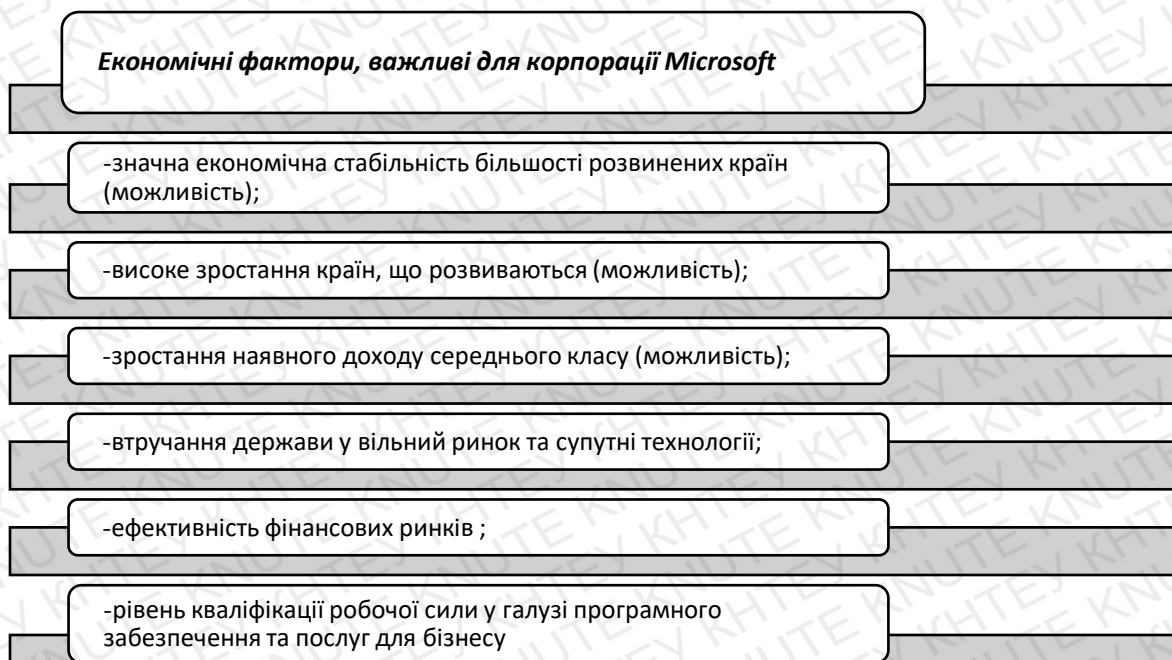 Економічні фактори, важливі для корпорації Microsoft
-значна економічна стабільність більшості розвинених країн
(можливість);
-високе зростання країн, що розвиваються (можливість);
-зростання наявного доходу середнього класу (можливість);
-втручання держави у вільний ринок та супутні технології;
-ефективність фінансових ринків ;
-рівень кваліфікації робочої сили у галузі програмного
забезпечення та послуг для бізнесу